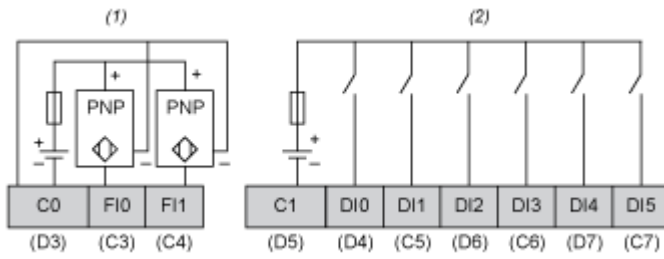 (1) (2)
+ +
PNP PNP
+ +
− − − −
C0 FI0 FI1 C1 DI0 DI1 DI2 DI3 DI4 DI5
(D3) (C3) (C4) (D5) (D4) (C5) (D6) (C6) (D7) (C7)